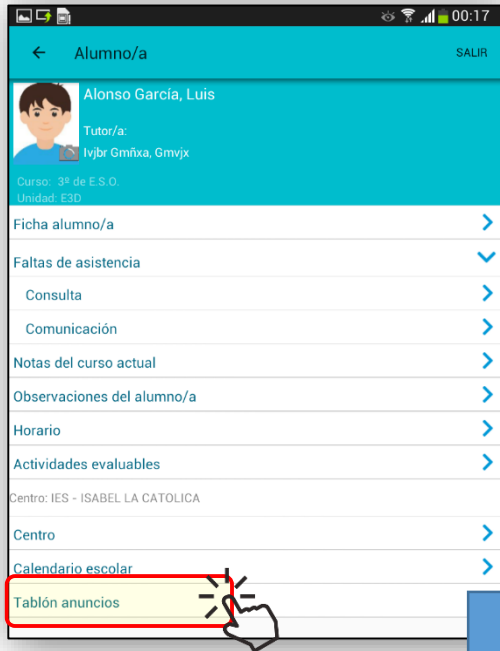 00:17
Alumno/a
SALIR
Alonso García, Luis
Tutor/a:
Ivjbr Gmñxa, Gmvjx
Curso: 3º de E.S.O.
Unidad: E3D
Ficha alumno/a
Faltas de asistencia
Consulta
Comunicación
Notas del curso actual
Observaciones del alumno/a
Horario
Actividades evaluables
Centro: IES - ISABEL LA CATOLICA
Centro
Calendario escolar
Tablón anuncios